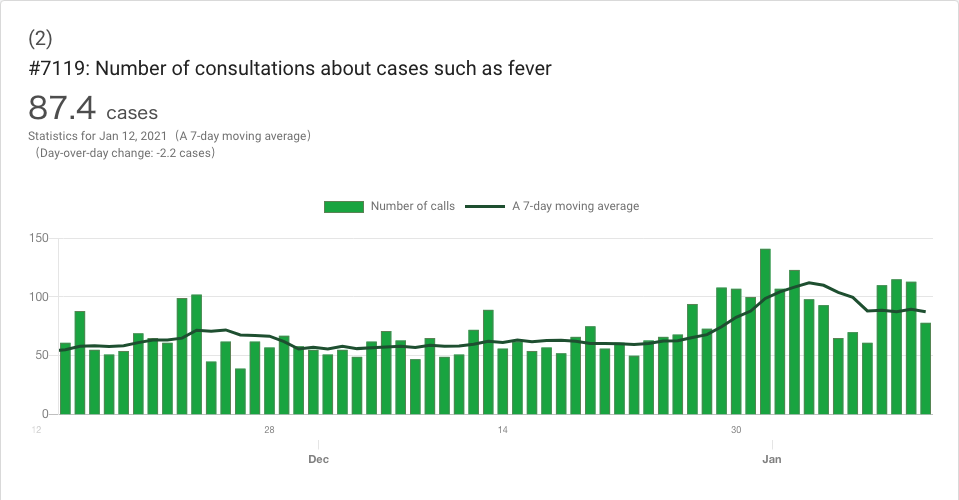 (2)
#7119: Number of consultations about cases such as fever
87.4 cases
Statistics for Jan 12, 2021（A 7-day moving average）
（Day-over-day change: -2.2 cases）
Number of calls A 7-day moving average
150
100
50
0
12 28 14 30
Dec Jan